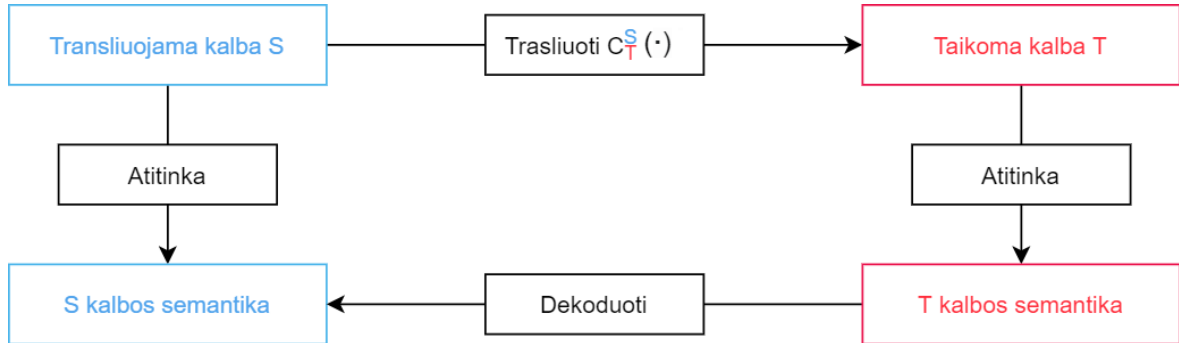 Transliuojama kalba S
Trasliuoti C^S_T (·)
Taikoma kalba T
Atitinka
Atitinka
S kalbos semantika
Dekoduoti
T kalbos semantika